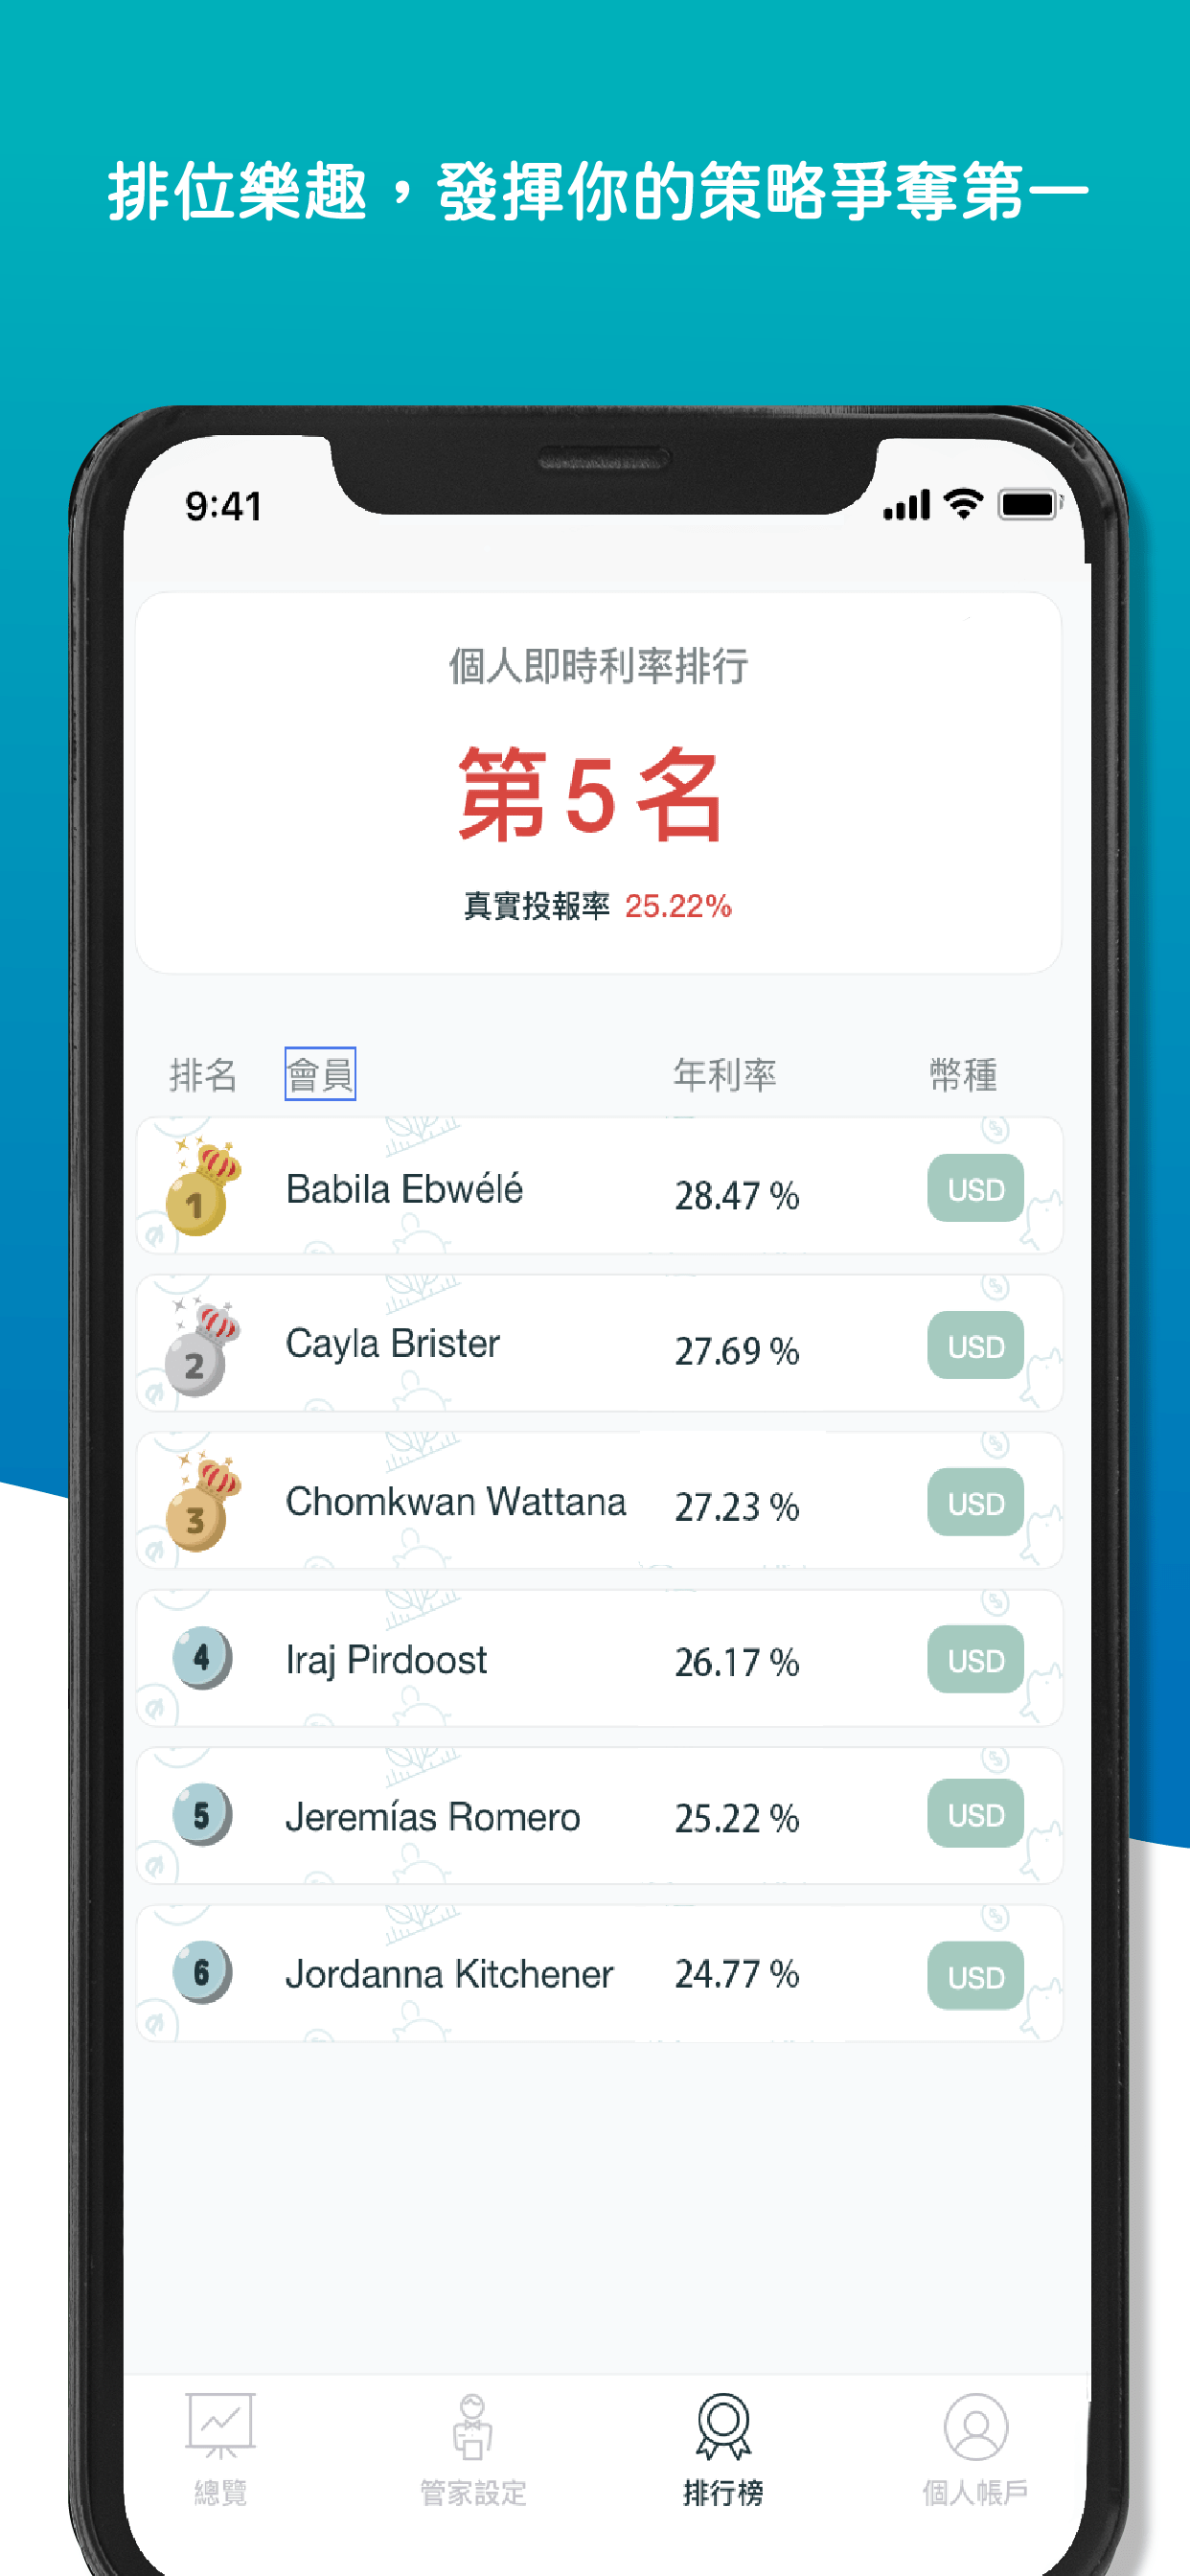 排位樂趣，發揮你的策略爭奪第一
9:41
個人即時利率排行
第5名
真實投報率 25.22%
排名 會員 年利率 幣種
1 Babila Ebwélé 28.47 % USD
2 Cayla Brister 27.69 % USD
3 Chomkwan Wattana 27.23 % USD
4 Iraj Pirdoost 26.17 % USD
5 Jeremías Romero 25.22 % USD
6 Jordanna Kitchener 24.77 % USD
總覽 管家設定 排行榜 個人帳戶